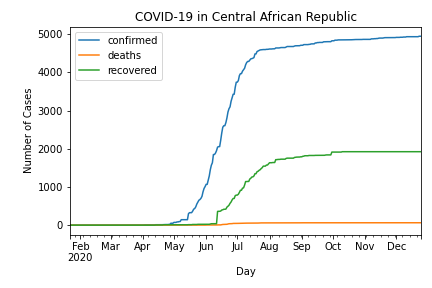 COVID-19 in Central African Republic
5000
4000
3000
2000
1000
0
Number of Cases
confirmed
deaths
recovered
Feb Mar Apr May Jun Jul Aug Sep Oct Nov Dec
2020
Day